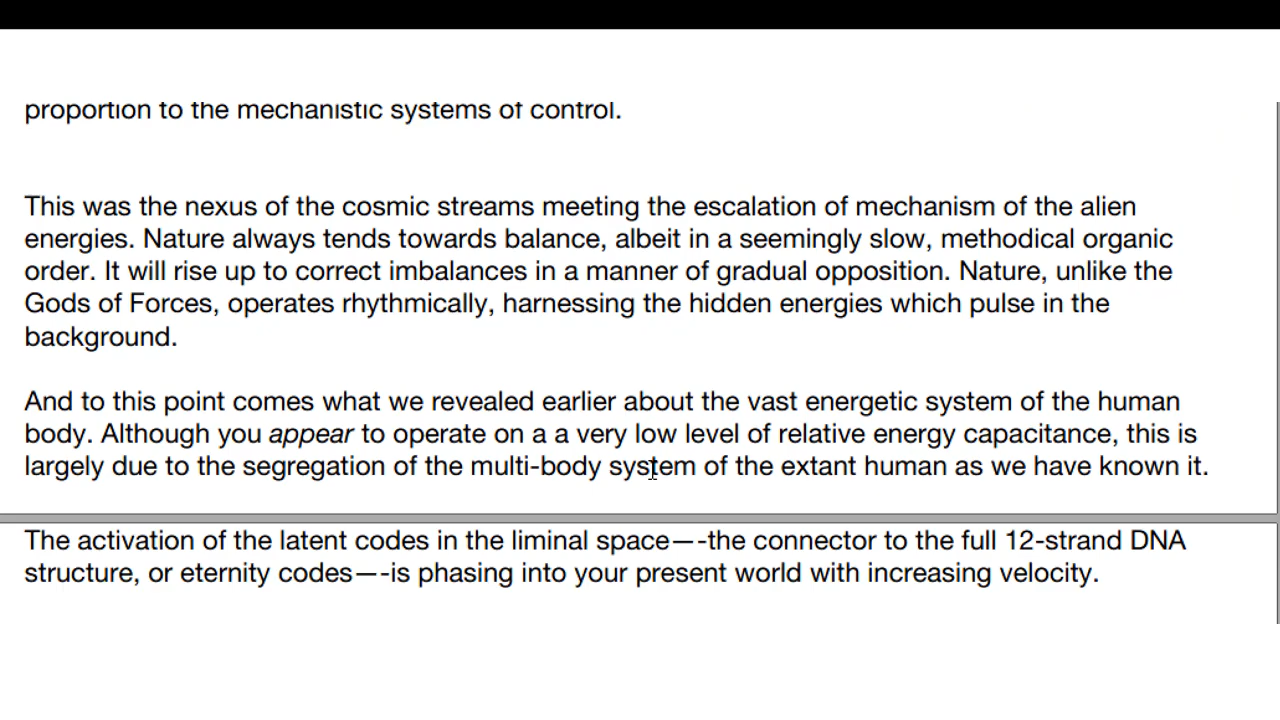 proportion to the mechanistic systems of control.
This was the nexus of the cosmic streams meeting the escalation of mechanism of the alien
energies. Nature always tends towards balance, albeit in a seemingly slow, methodical organic
order. It will rise up to correct imbalances in a manner of gradual opposition. Nature, unlike the
Gods of Forces, operates rhythmically, harnessing the hidden energies which pulse in the
background.
And to this point comes what we revealed earlier about the vast energetic system of the human
body. Although you appear to operate on a a very low level of relative energy capacitance, this is
largely due to the segregation of the multi-body system of the extant human as we have known it.
The activation of the latent codes in the liminal space—-the connector to the full 12-strand DNA
structure, or eternity codes—-is phasing into your present world with increasing velocity.